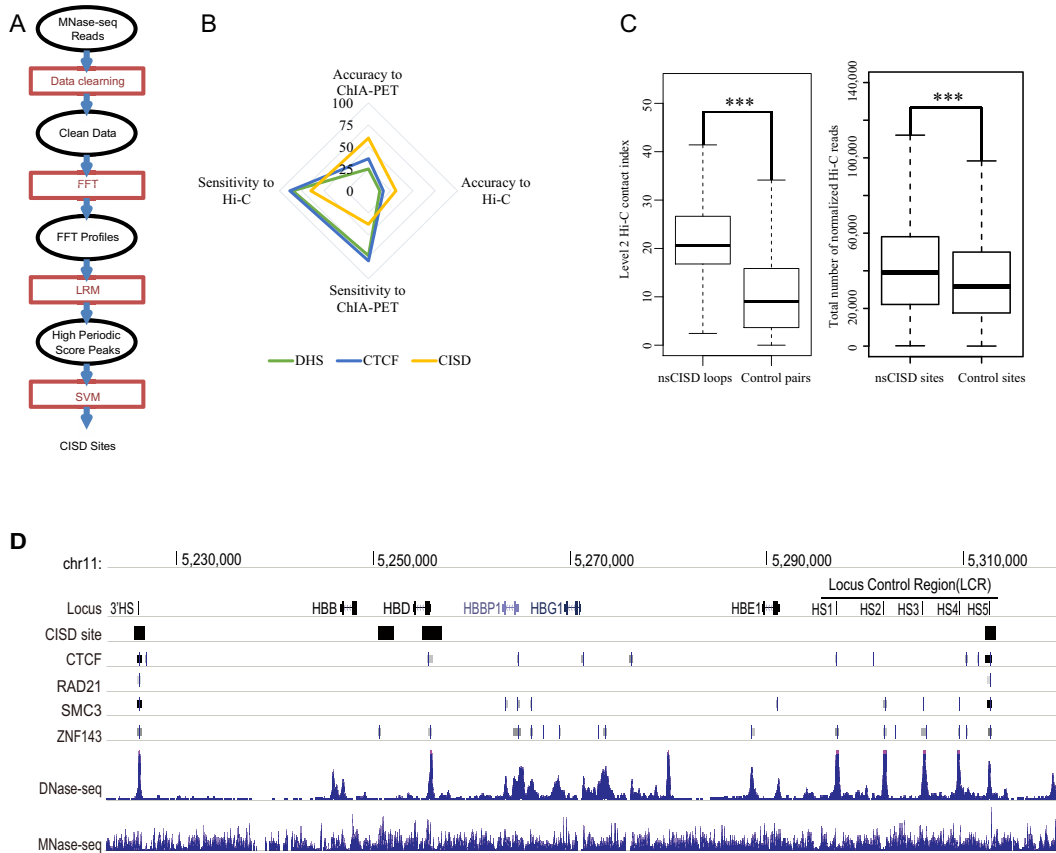 A
MNase-seq
Reads
Data clearning
Clean Data
FFT
FFT Profiles
LRM
High Periodic
Score Peaks
SVM
CISD Sites
B
Accuracy to
ChIA-PET
100
75
50
25
0
Sensitivity to
Hi-C
Accuracy to
Hi-C
Sensitivity to
ChIA-PET
DHS
CTCF
CISD
C
Level 2 Hi-C contact index
50
40
30
20
10
0
***
nsCISD loops
Control pairs
Total number of normalized Hi-C reads
140,000
100,000
60,000
20,000
0
***
nsCISD sites
Control sites
D
chr11:
5,230,000
5,250,000
5,270,000
5,290,000
5,310,000
Locus Control Region(LCR)
Locus
3'HS
HBB
HBD
HBBP1
HBG1
HBE1
HS1
HS2
HS3
HS4
HS5
CISD site
CTCF
RAD21
SMC3
ZNF143
DNase-seq
MNase-seq